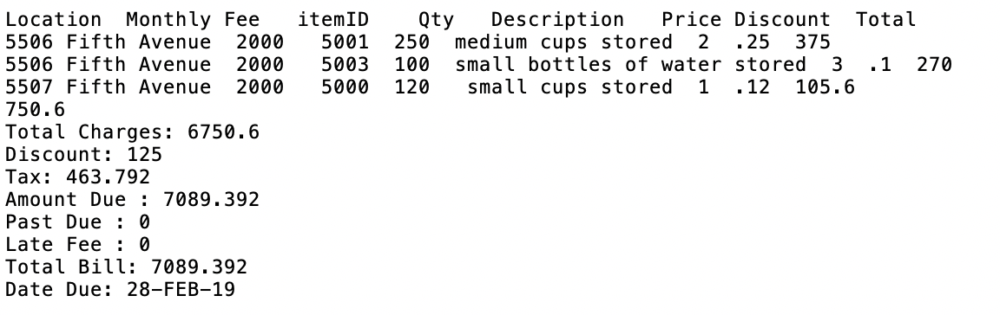 Location  Monthly Fee   itemID    Qty   Description   Price Discount  Total
5506 Fifth Avenue  2000   5001  250  medium cups stored  2  .25  375
5506 Fifth Avenue  2000   5003  100  small bottles of water stored  3  .1  270
5507 Fifth Avenue  2000   5000  120   small cups stored  1  .12  105.6
750.6
Total Charges: 6750.6
Discount: 125
Tax: 463.792
Amount Due : 7089.392
Past Due : 0
Late Fee : 0
Total Bill: 7089.392
Date Due: 28-FEB-19